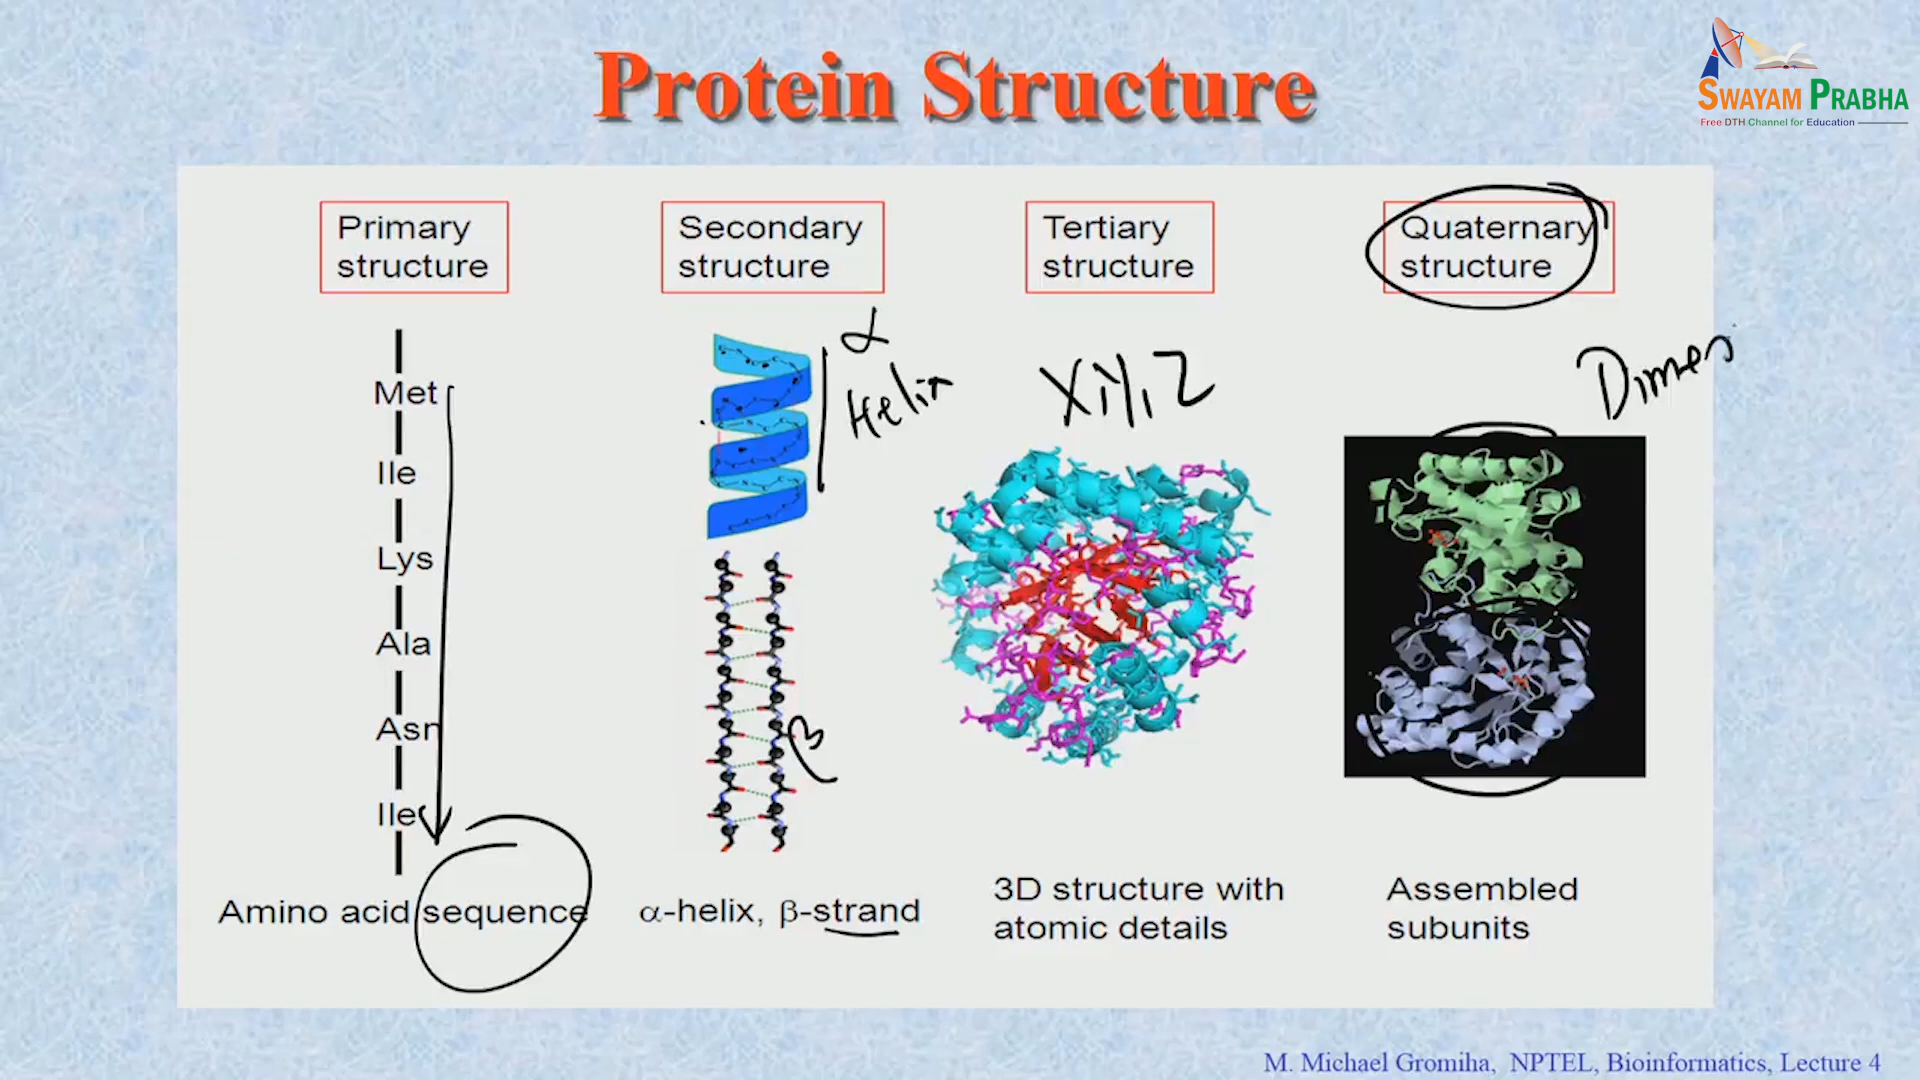 Protein Structure
SWAYAM PRABHA
Free DTH Channel for Education
Primary
structure
Secondary
structure
Tertiary
structure
Quaternary
structure
α
Helix
X, Y, Z
Dimer
Met
Ile
Lys
Ala
Asn
Ile
β
Amino acid sequence
α-helix, β-strand
3D structure with
atomic details
Assembled
subunits
M. Michael Gromiha, NPTEL, Bioinformatics, Lecture 4